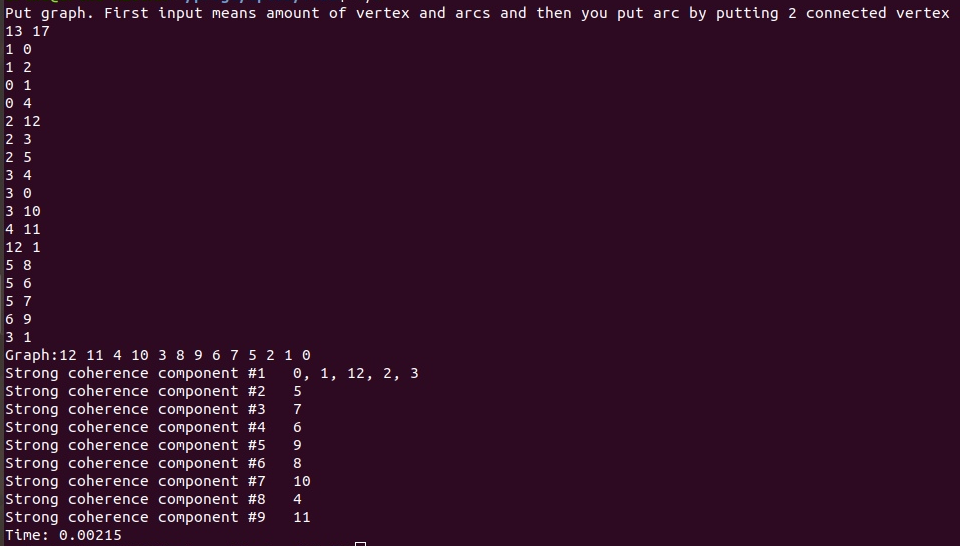 Put graph. First input means amount of vertex and arcs and then you put arc by putting 2 connected vertex
13 17
1 0
1 2
0 1
0 4
2 12
2 3
2 5
3 4
3 0
3 10
4 11
12 1
5 8
5 6
5 7
6 9
3 1
Graph:12 11 4 10 3 8 9 6 7 5 2 1 0
Strong coherence component #1   0, 1, 12, 2, 3
Strong coherence component #2   5
Strong coherence component #3   7
Strong coherence component #4   6
Strong coherence component #5   9
Strong coherence component #6   8
Strong coherence component #7   10
Strong coherence component #8   4
Strong coherence component #9   11
Time: 0.00215